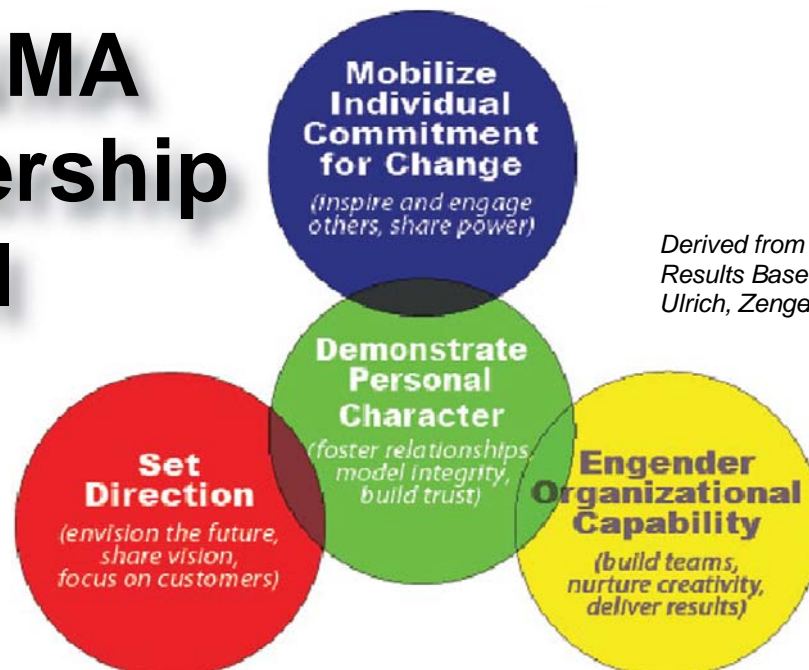 MA
ership
Mobilize
Individual
Commitment
for Change
(inspire and engage
others, share power)
Derived from
Results Base
Ulrich, Zenge
Demonstrate
Personal
Character
(foster relationships,
model integrity,
build trust)
Set
Direction
(envision the future,
share vision,
focus on customers)
Engender
Organizational
Capability
(build teams,
nurture creativity,
deliver results)